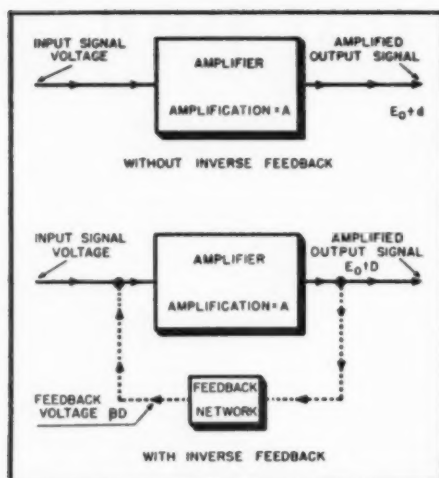 INPUT SIGNAL
VOLTAGE
AMPLIFIER
AMPLIFICATION = A
AMPLIFIED
OUTPUT SIGNAL
E₀+d
WITHOUT INVERSE FEEDBACK
INPUT SIGNAL
VOLTAGE
AMPLIFIER
AMPLIFICATION = A
AMPLIFIED
OUTPUT SIGNAL
E₀+D
FEEDBACK
VOLTAGE βD
FEEDBACK
NETWORK
WITH INVERSE FEEDBACK